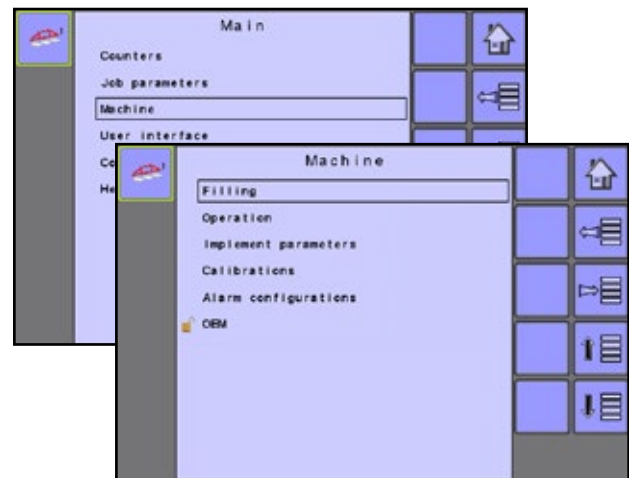 Main
Counters
Job parameters
Machine
User interface
Co
He
Machine
Filling
Operation
Implement parameters
Calibrations
Alarm configurations
OEM